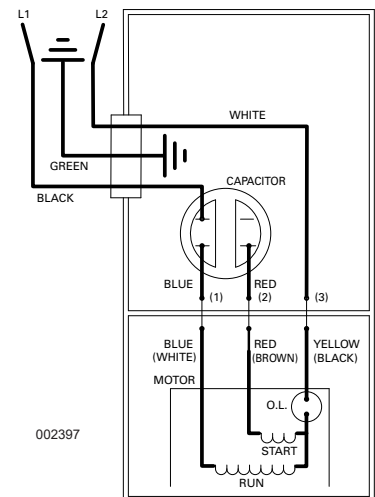 L1 L2
WHITE
GREEN
BLACK
CAPACITOR
BLUE RED
(1) (2) (3)
BLUE RED YELLOW
(WHITE) (BROWN) (BLACK)
MOTOR
O.L.
002397
START
RUN